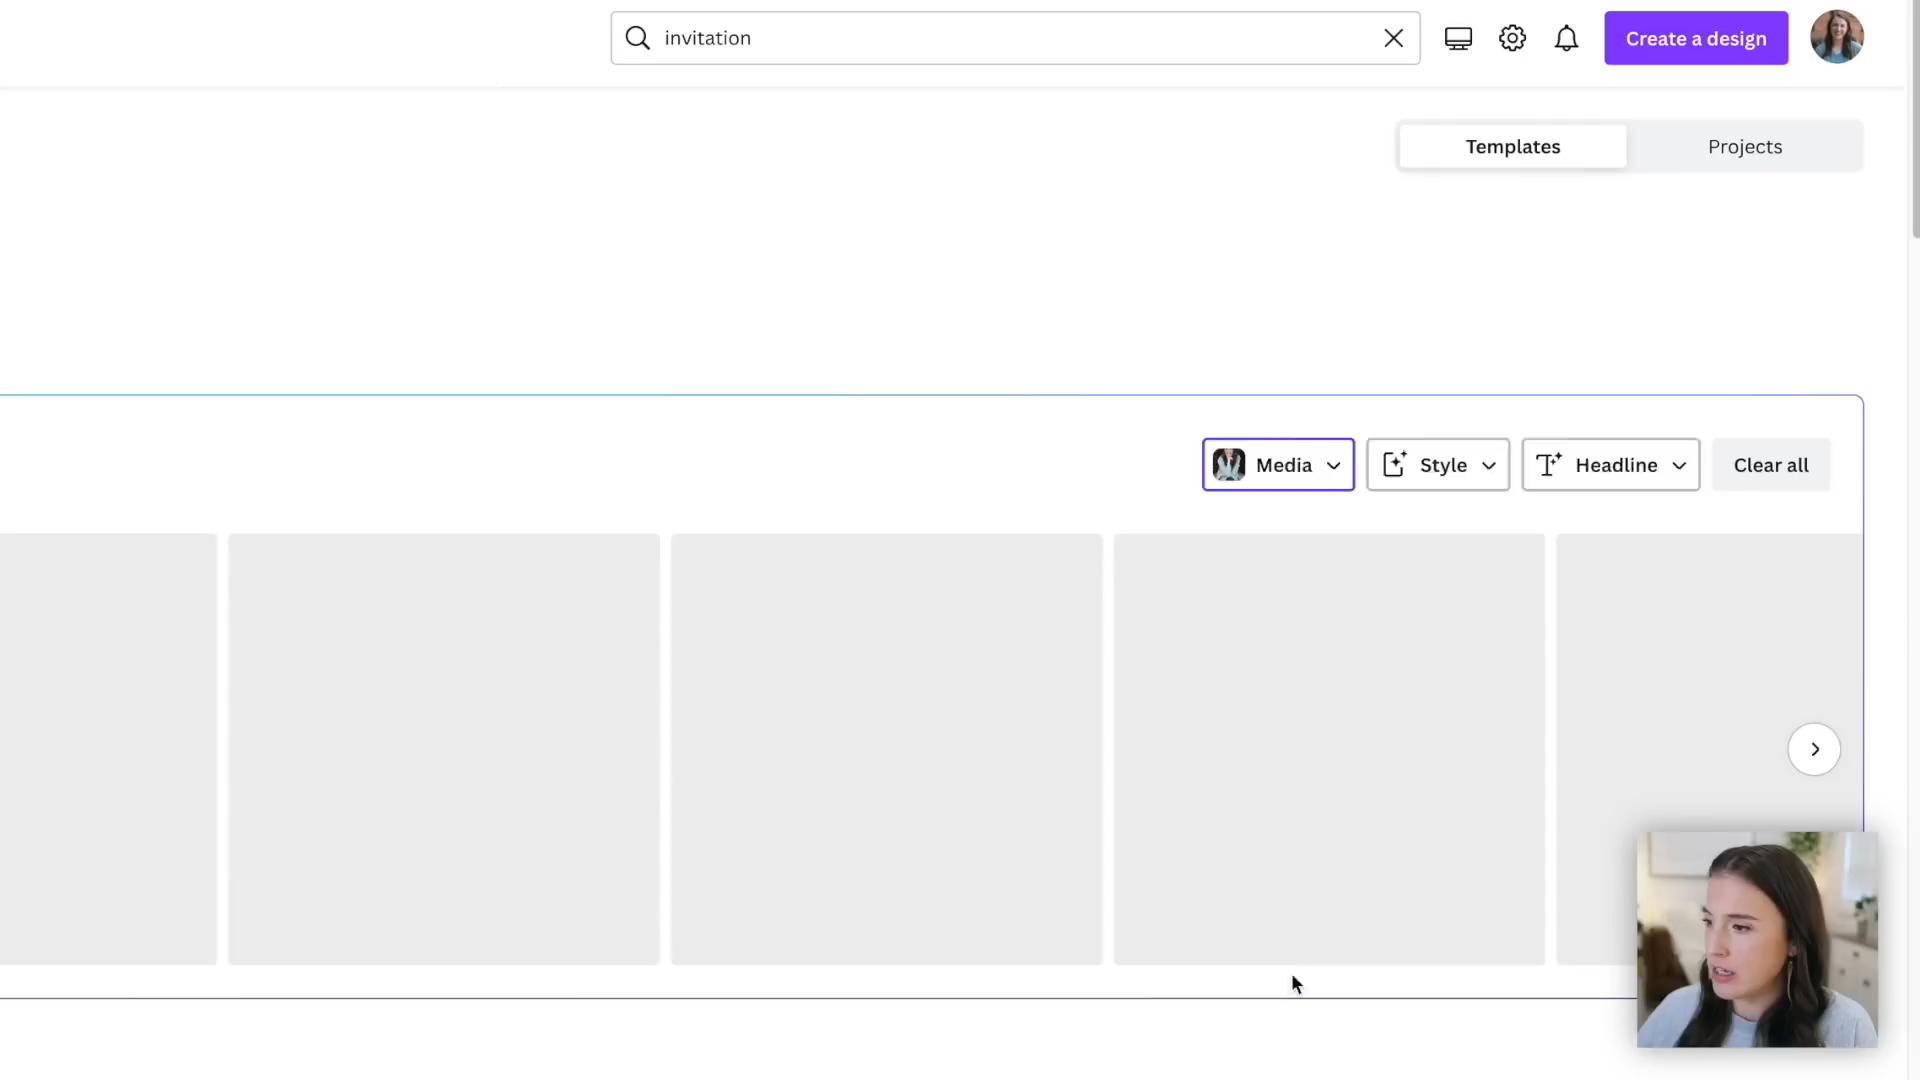 invitation
Create a design
Templates
Projects
Media
Style
Headline
Clear all